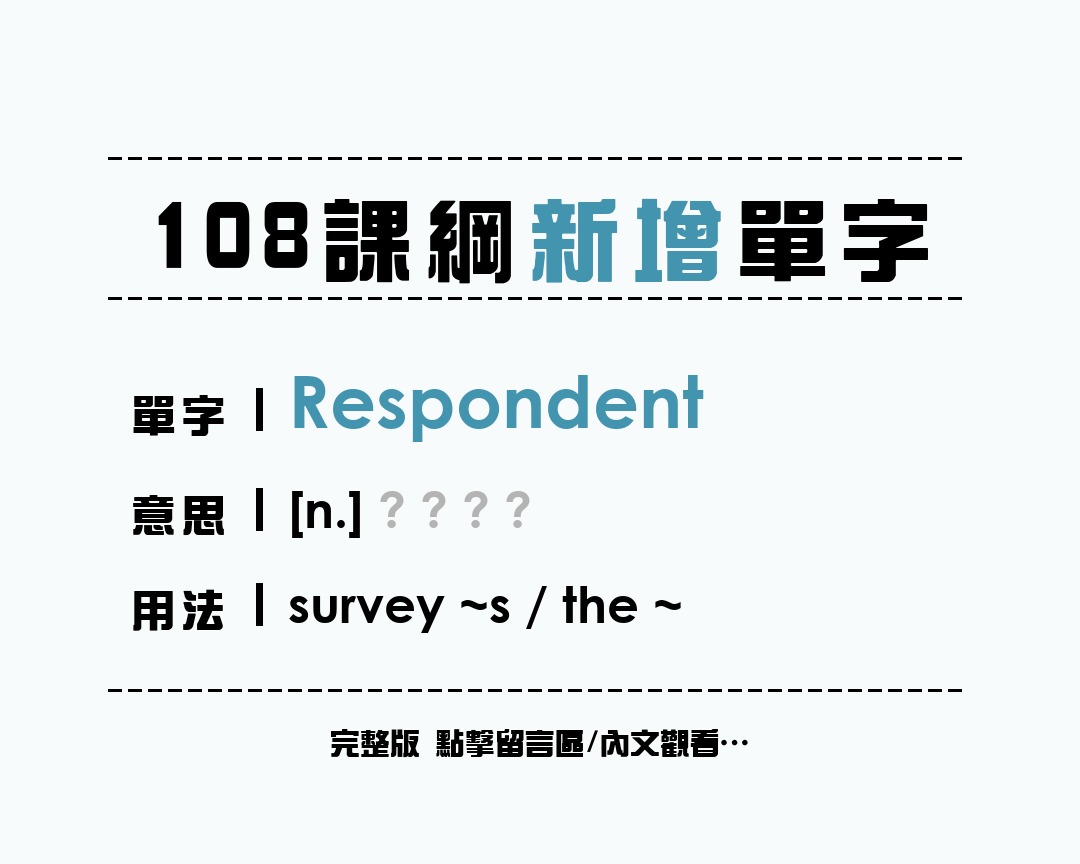 108課綱新增單字
單字 | Respondent
意思 | [n.] ？？？？
用法 | survey ~s / the ~
完整版 點擊留言區/內文觀看…